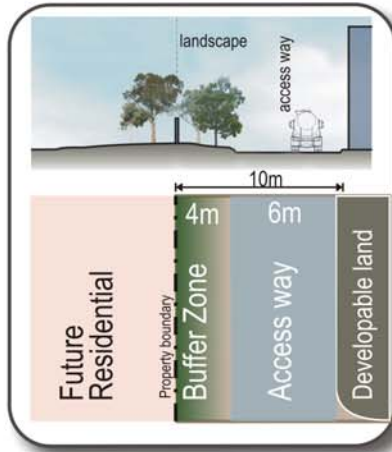 landscape
access way
10m
4m
6m
Future
Residential
Property boundary
Buffer Zone
Access way
Developable land